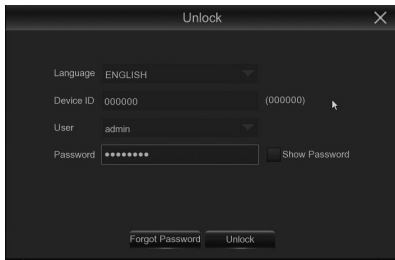 Unlock
Language ENGLISH
Device ID 000000 (000000)
User admin
Password ●●●●●●●● Show Password
Forgot Password Unlock